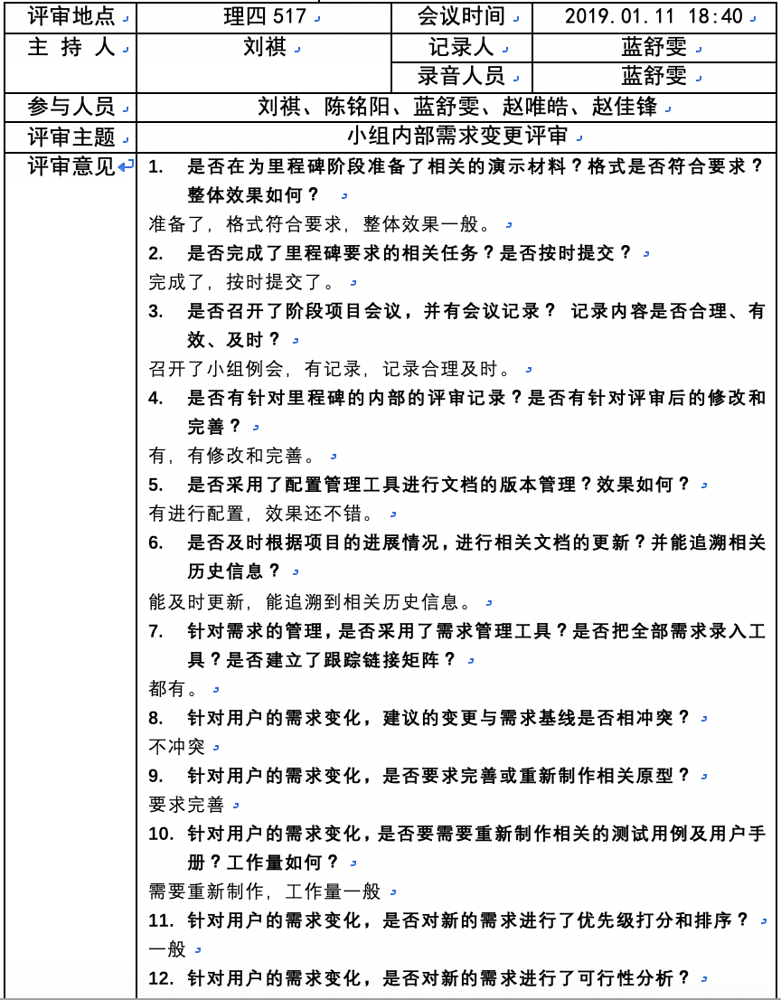 评审地点 理四 517 会议时间 2019.01.11 18:40
主 持 人 刘祺 记录人 蓝舒雯
录音人员 蓝舒雯
参与人员 刘祺、陈铭阳、蓝舒雯、赵唯皓、赵佳锋
评审主题 小组内部需求变更评审
评审意见 1. 是否在为里程碑阶段准备了相关的演示材料？格式是否符合要求？
整体效果如何？
准备了，格式符合要求，整体效果一般。
2. 是否完成了里程碑要求的相关任务？是否按时提交？
完成了，按时提交了。
3. 是否召开了阶段项目会议，并有会议记录？ 记录内容是否合理、有
效、及时？
召开了小组例会，有记录，记录合理及时。
4. 是否有针对里程碑的内部的评审记录？是否有针对评审后的修改和
完善？
有，有修改和完善。
5. 是否采用了配置管理工具进行文档的版本管理？效果如何？
有进行配置，效果还不错。
6. 是否及时根据项目的进展情况，进行相关文档的更新？并能追溯相关
历史信息？
能及时更新，能追溯到相关历史信息。
7. 针对需求的管理，是否采用了需求管理工具？是否把全部需求录入工
具？是否建立了跟踪链接矩阵？
都有。
8. 针对用户的需求变化，建议的变更与需求基线是否相冲突？
不冲突
9. 针对用户的需求变化，是否要求完善或重新制作相关原型？
要求完善
10. 针对用户的需求变化，是否要需要重新制作相关的测试用例及用户手
册？工作量如何？
需要重新制作，工作量一般
11. 针对用户的需求变化，是否对新的需求进行了优先级打分和排序？
一般
12. 针对用户的需求变化，是否对新的需求进行了可行性分析？